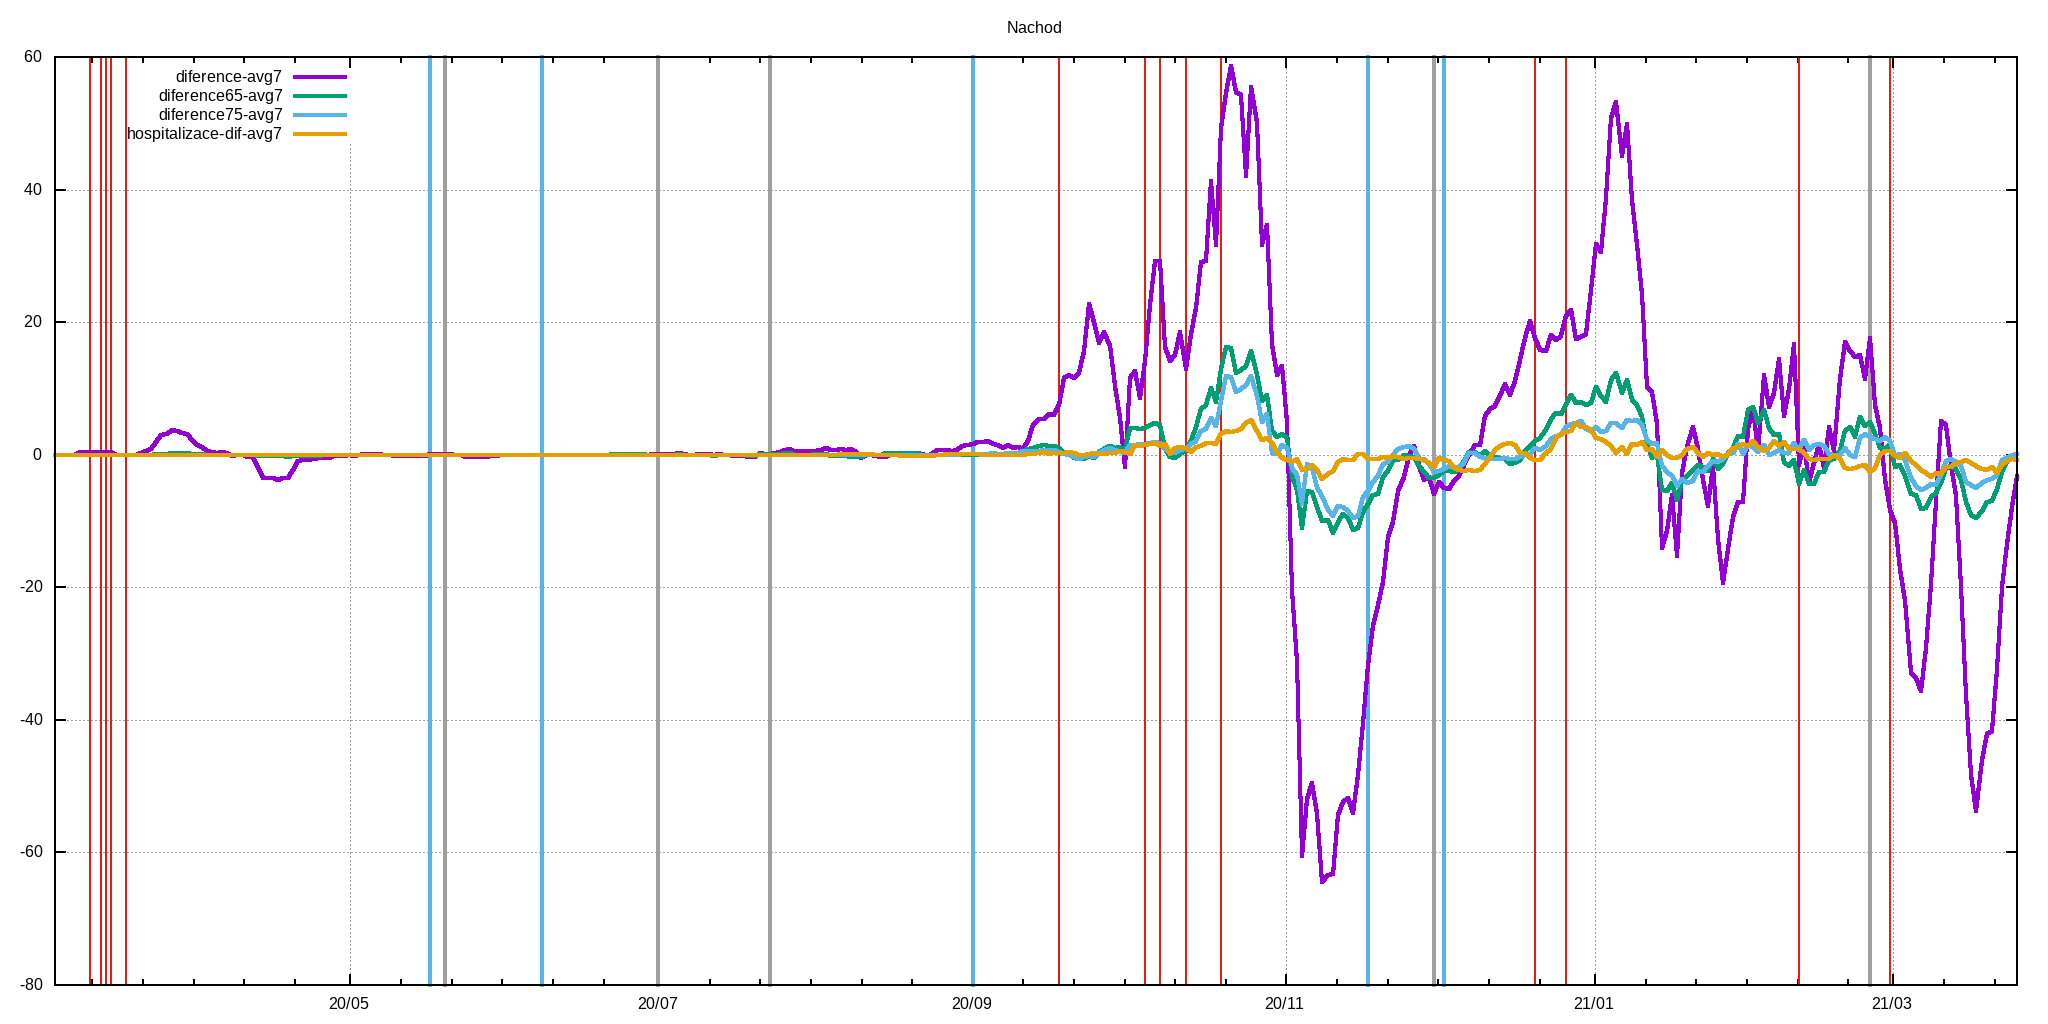 Nachod
diference-avg7
diference65-avg7
diference75-avg7
hospitalizace-dif-avg7
60
40
20
0
-20
-40
-60
-80
20/05 20/07 20/09 20/11 21/01 21/03